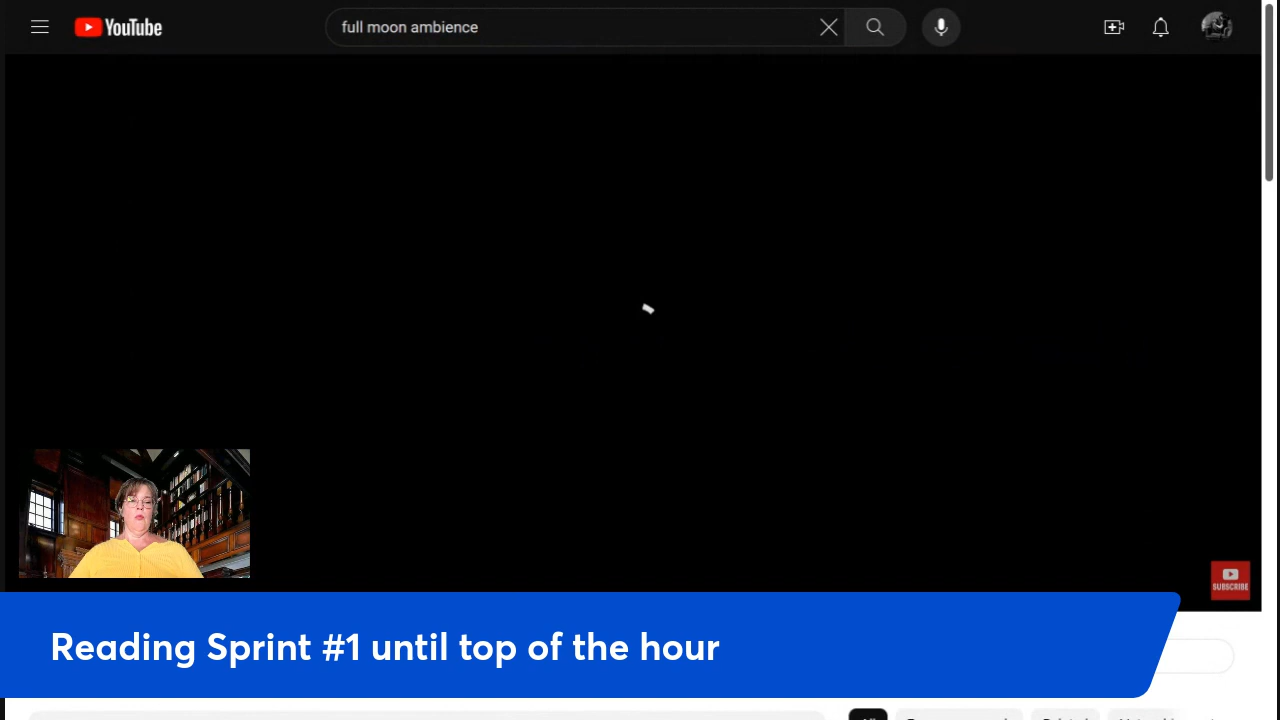 YouTube
full moon ambience
SUBSCRIBE
Reading Sprint #1 until top of the hour